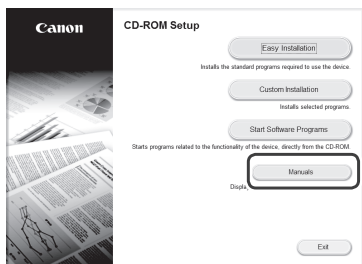 Canon
CD-ROM Setup
Easy Installation
Installs the standard programs required to use the device.
Custom Installation
Installs selected programs.
Start Software Programs
Starts programs related to the functionality of the device, directly from the CD-ROM.
Manuals
Displa
Exit